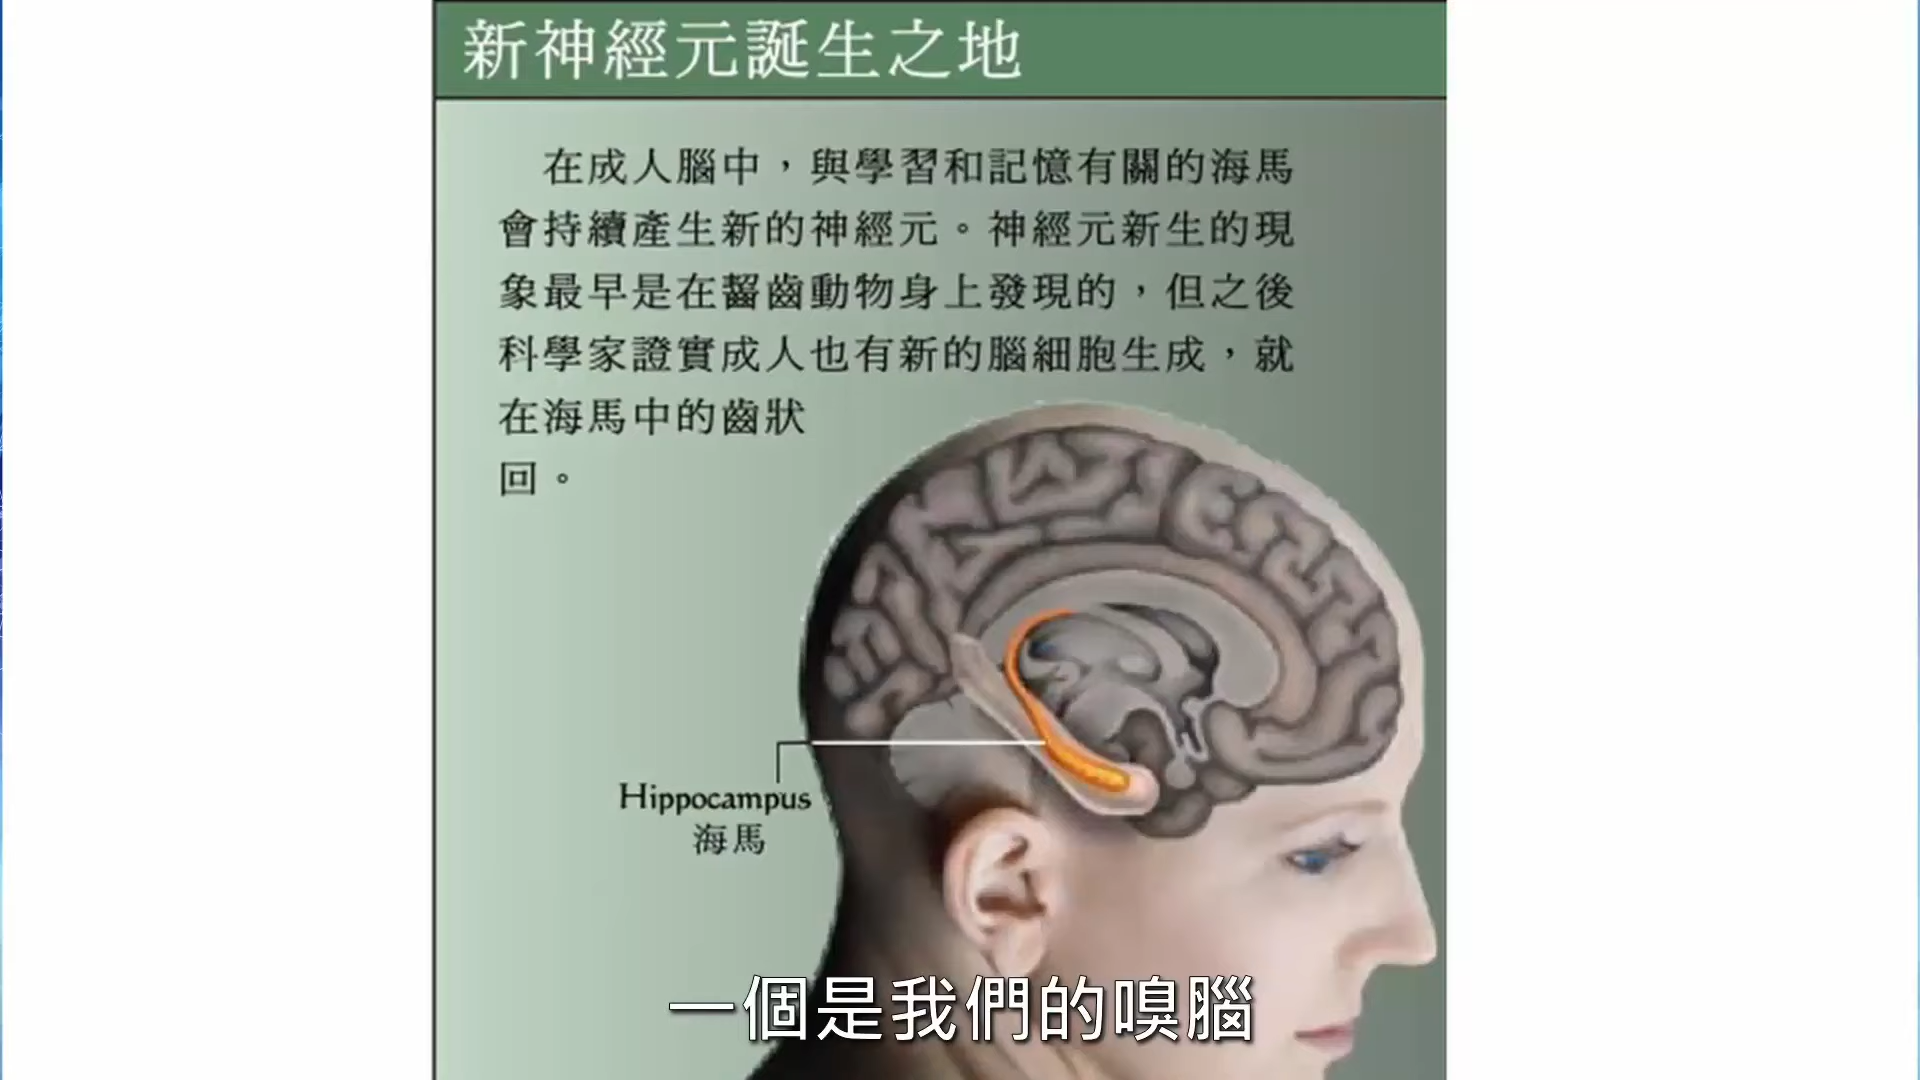 新神經元誕生之地
在成人腦中，與學習和記憶有關的海馬
會持續產生新的神經元。神經元新生的現
象最早是在齧齒動物身上發現的，但之後
科學家證實成人也有新的腦細胞生成，就
在海馬中的齒狀
回。
Hippocampus
海馬
一個是我們的嗅腦